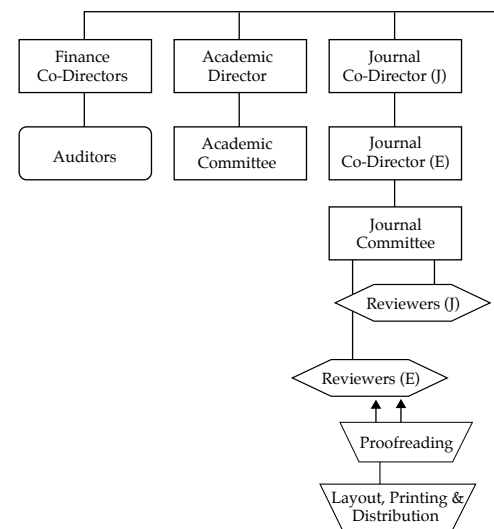 Finance
Co-Directors
Academic
Director
Journal
Co-Director (J)
Auditors
Academic
Committee
Journal
Co-Director (E)
Journal
Committee
Reviewers (J)
Reviewers (E)
Proofreading
Layout, Printing &
Distribution